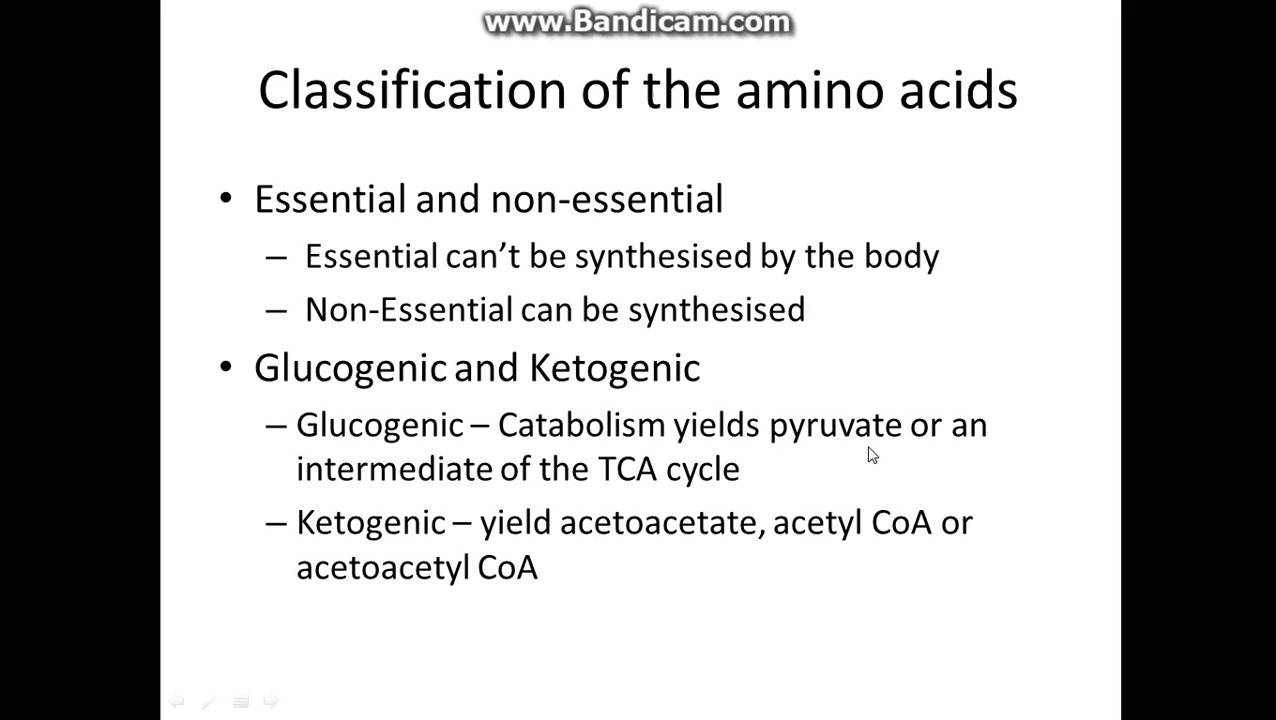 www.Bandicam.com
Classification of the amino acids
• Essential and non-essential
– Essential can’t be synthesised by the body
– Non-Essential can be synthesised
• Glucogenic and Ketogenic
– Glucogenic – Catabolism yields pyruvate or an
intermediate of the TCA cycle
– Ketogenic – yield acetoacetate, acetyl CoA or
acetoacetyl CoA